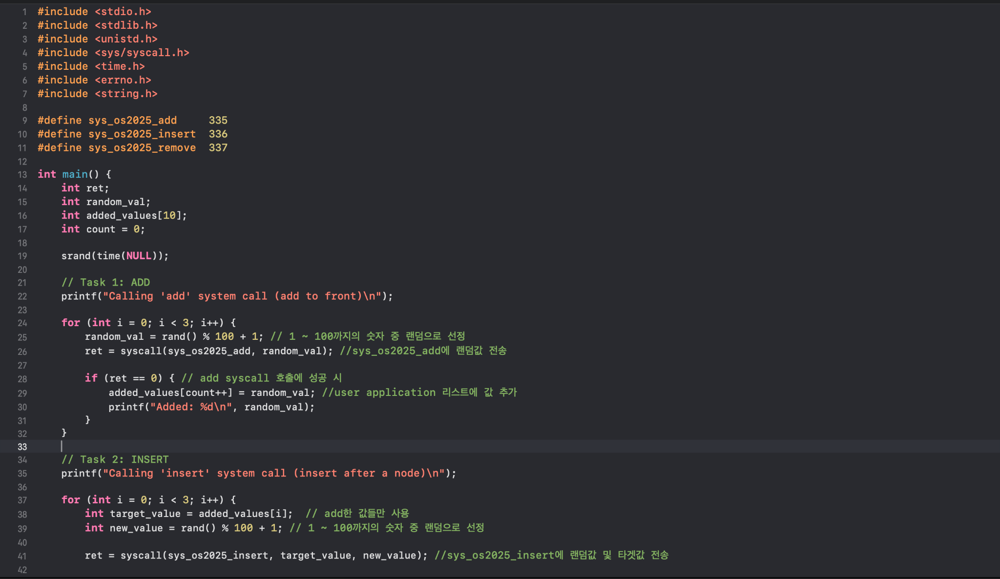 1 #include <stdio.h>
2 #include <stdlib.h>
3 #include <unistd.h>
4 #include <sys/syscall.h>
5 #include <time.h>
6 #include <errno.h>
7 #include <string.h>
8
9 #define sys_os2025_add     335
10 #define sys_os2025_insert  336
11 #define sys_os2025_remove  337
12
13 int main() {
14     int ret;
15     int random_val;
16     int added_values[10];
17     int count = 0;
18
19     srand(time(NULL));
20
21     // Task 1: ADD
22     printf("Calling 'add' system call (add to front)\n");
23
24     for (int i = 0; i < 3; i++) {
25         random_val = rand() % 100 + 1; // 1 ~ 100까지의 숫자 중 랜덤으로 선정
26         ret = syscall(sys_os2025_add, random_val); //sys_os2025_add에 랜덤값 전송
27
28         if (ret == 0) { // add syscall 호출에 성공 시
29             added_values[count++] = random_val; //user application 리스트에 값 추가
30             printf("Added: %d\n", random_val);
31         }
32     }
33
34     // Task 2: INSERT
35     printf("Calling 'insert' system call (insert after a node)\n");
36
37     for (int i = 0; i < 3; i++) {
38         int target_value = added_values[i];  // add한 값들만 사용
39         int new_value = rand() % 100 + 1; // 1 ~ 100까지의 숫자 중 랜덤으로 선정
40
41         ret = syscall(sys_os2025_insert, target_value, new_value); //sys_os2025_insert에 랜덤값 및 타겟값 전송
42